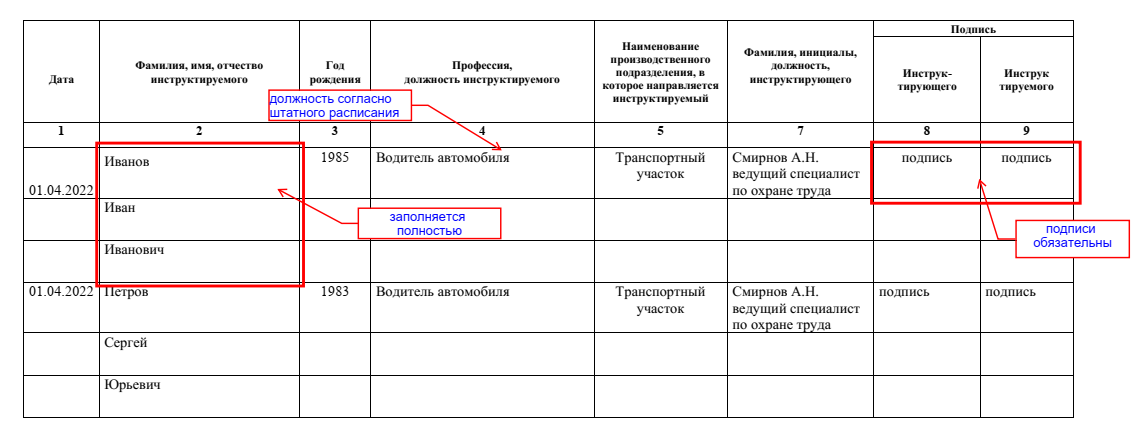 Подпись
Дата
Фамилия, имя, отчество
инструктируемого
Год
рождения
Профессия,
должность инструктируемого
Наименование
производственного
подразделения, в
которое направляется
инструктируемый
Фамилия, инициалы,
должность,
инструктирующего
Инструк-
тирующего
Инструк
тируемого
должность согласно
штатного расписания
1
2
3
4
5
7
8
9
01.04.2022
Иванов
1985
Водитель автомобиля
Транспортный
участок
Смирнов А.Н.
ведущий специалист
по охране труда
подпись
подпись
Иван
заполняется
полностью
подписи
обязательны
Иванович
01.04.2022
Петров
1983
Водитель автомобиля
Транспортный
участок
Смирнов А.Н.
ведущий специалист
по охране труда
подпись
подпись
Сергей
Юрьевич